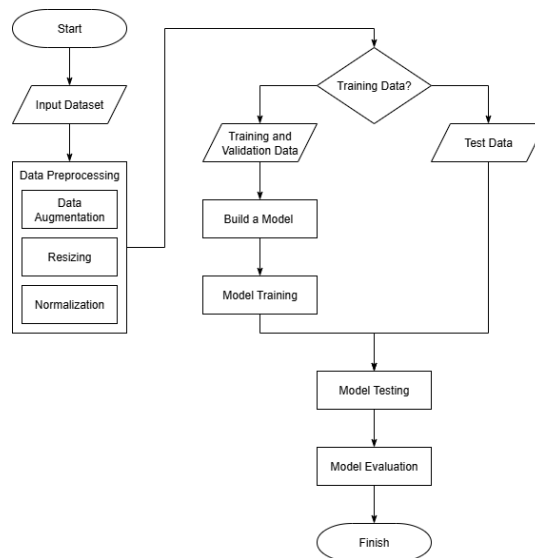 Start
Input Dataset
Data Preprocessing
Data
Augmentation
Resizing
Normalization
Training Data?
Training and
Validation Data
Test Data
Build a Model
Model Training
Model Testing
Model Evaluation
Finish